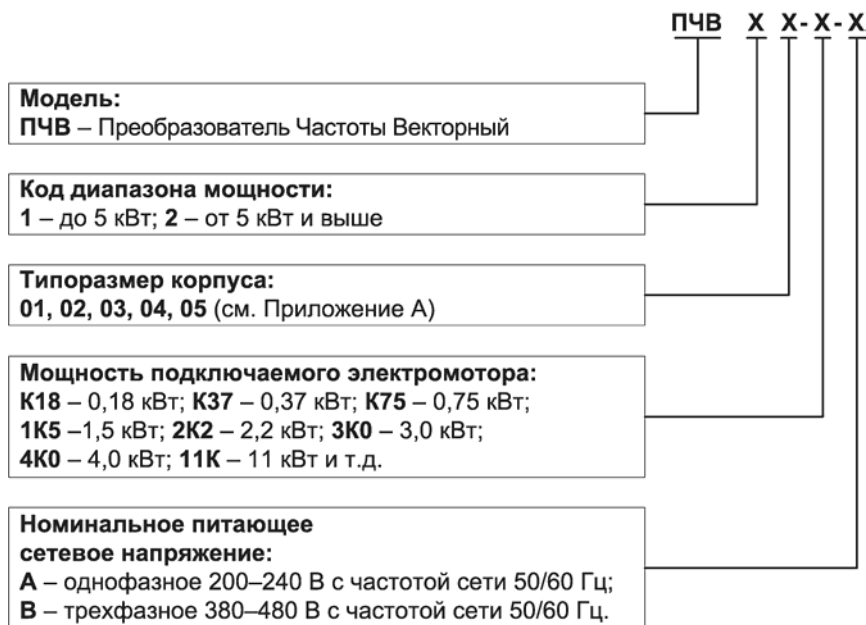 ПЧВ Х Х - Х - Х
Модель:
ПЧВ – Преобразователь Частоты Векторный
Код диапазона мощности:
1 – до 5 кВт; 2 – от 5 кВт и выше
Типоразмер корпуса:
01, 02, 03, 04, 05 (см. Приложение А)
Мощность подключаемого электромотора:
К18 – 0,18 кВт; К37 – 0,37 кВт; К75 – 0,75 кВт;
1К5 –1,5 кВт; 2К2 – 2,2 кВт; 3К0 – 3,0 кВт;
4К0 – 4,0 кВт; 11К – 11 кВт и т.д.
Номинальное питающее
сетевое напряжение:
А – однофазное 200–240 В с частотой сети 50/60 Гц;
В – трехфазное 380–480 В с частотой сети 50/60 Гц.